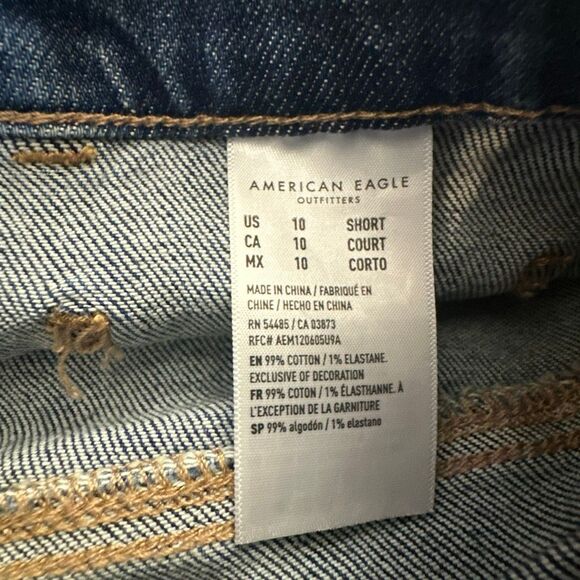 AMERICAN EAGLE
OUTFITTERS
US 10 SHORT
CA 10 COURT
MX 10 CORTO
MADE IN CHINA / FABRIQUÉ EN
CHINE / HECHO EN CHINA
RN 54485 / CA 03873
RFC# AEM120605U9A
EN 99% COTTON / 1% ELASTANE.
EXCLUSIVE OF DECORATION
FR 99% COTON / 1% ÉLASTHANNE. À
L'EXCEPTION DE LA GARNITURE
SP 99% algodón / 1% elastano